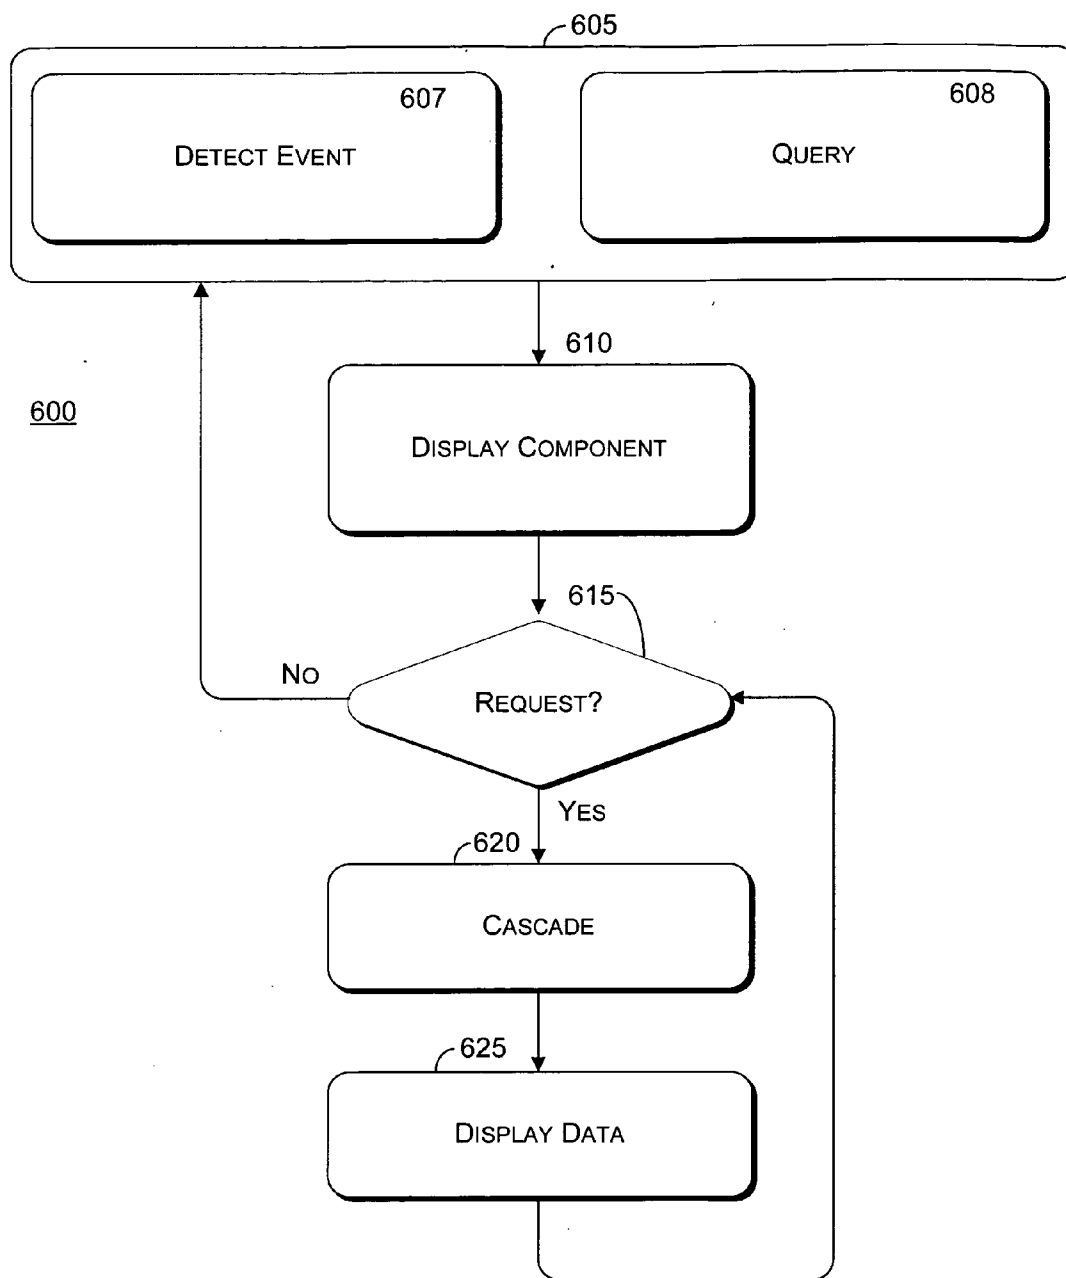 605
607
DETECT EVENT
608
QUERY
610
600
DISPLAY COMPONENT
615
NO
REQUEST?
YES
620
CASCADE
625
DISPLAY DATA